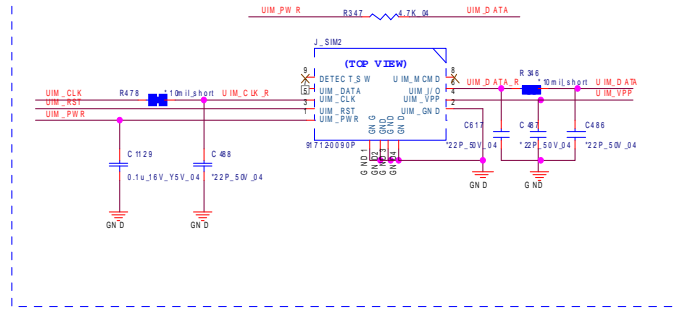 UIM_PWR R347 4.7K_04 UIM_DATA
J_SIM2
(TOP VIEW)
9 DETECT_SW UIM_MCMD 8
5 UIM_DATA UIM_I/O 6
3 UIM_CLK UIM_VPP 4
UIM_RST UIM_GND 2
1 UIM_PWR
GND GND GND GND
91712-0090P
GND1 GND2 GND3 GND4
UIM_CLK R478 *10mil_short UIM_CLK_R
UIM_RST
UIM_PWR
UIM_DATA_R R346 *10mil_short UIM_DATA
UIM_VPP
C1129 C488
0.1u_16V_Y5V_04 *22P_50V_04
GND GND
C617 C487 C486
*22P_50V_04 *22P_50V_04 *22P_50V_04
GND GND